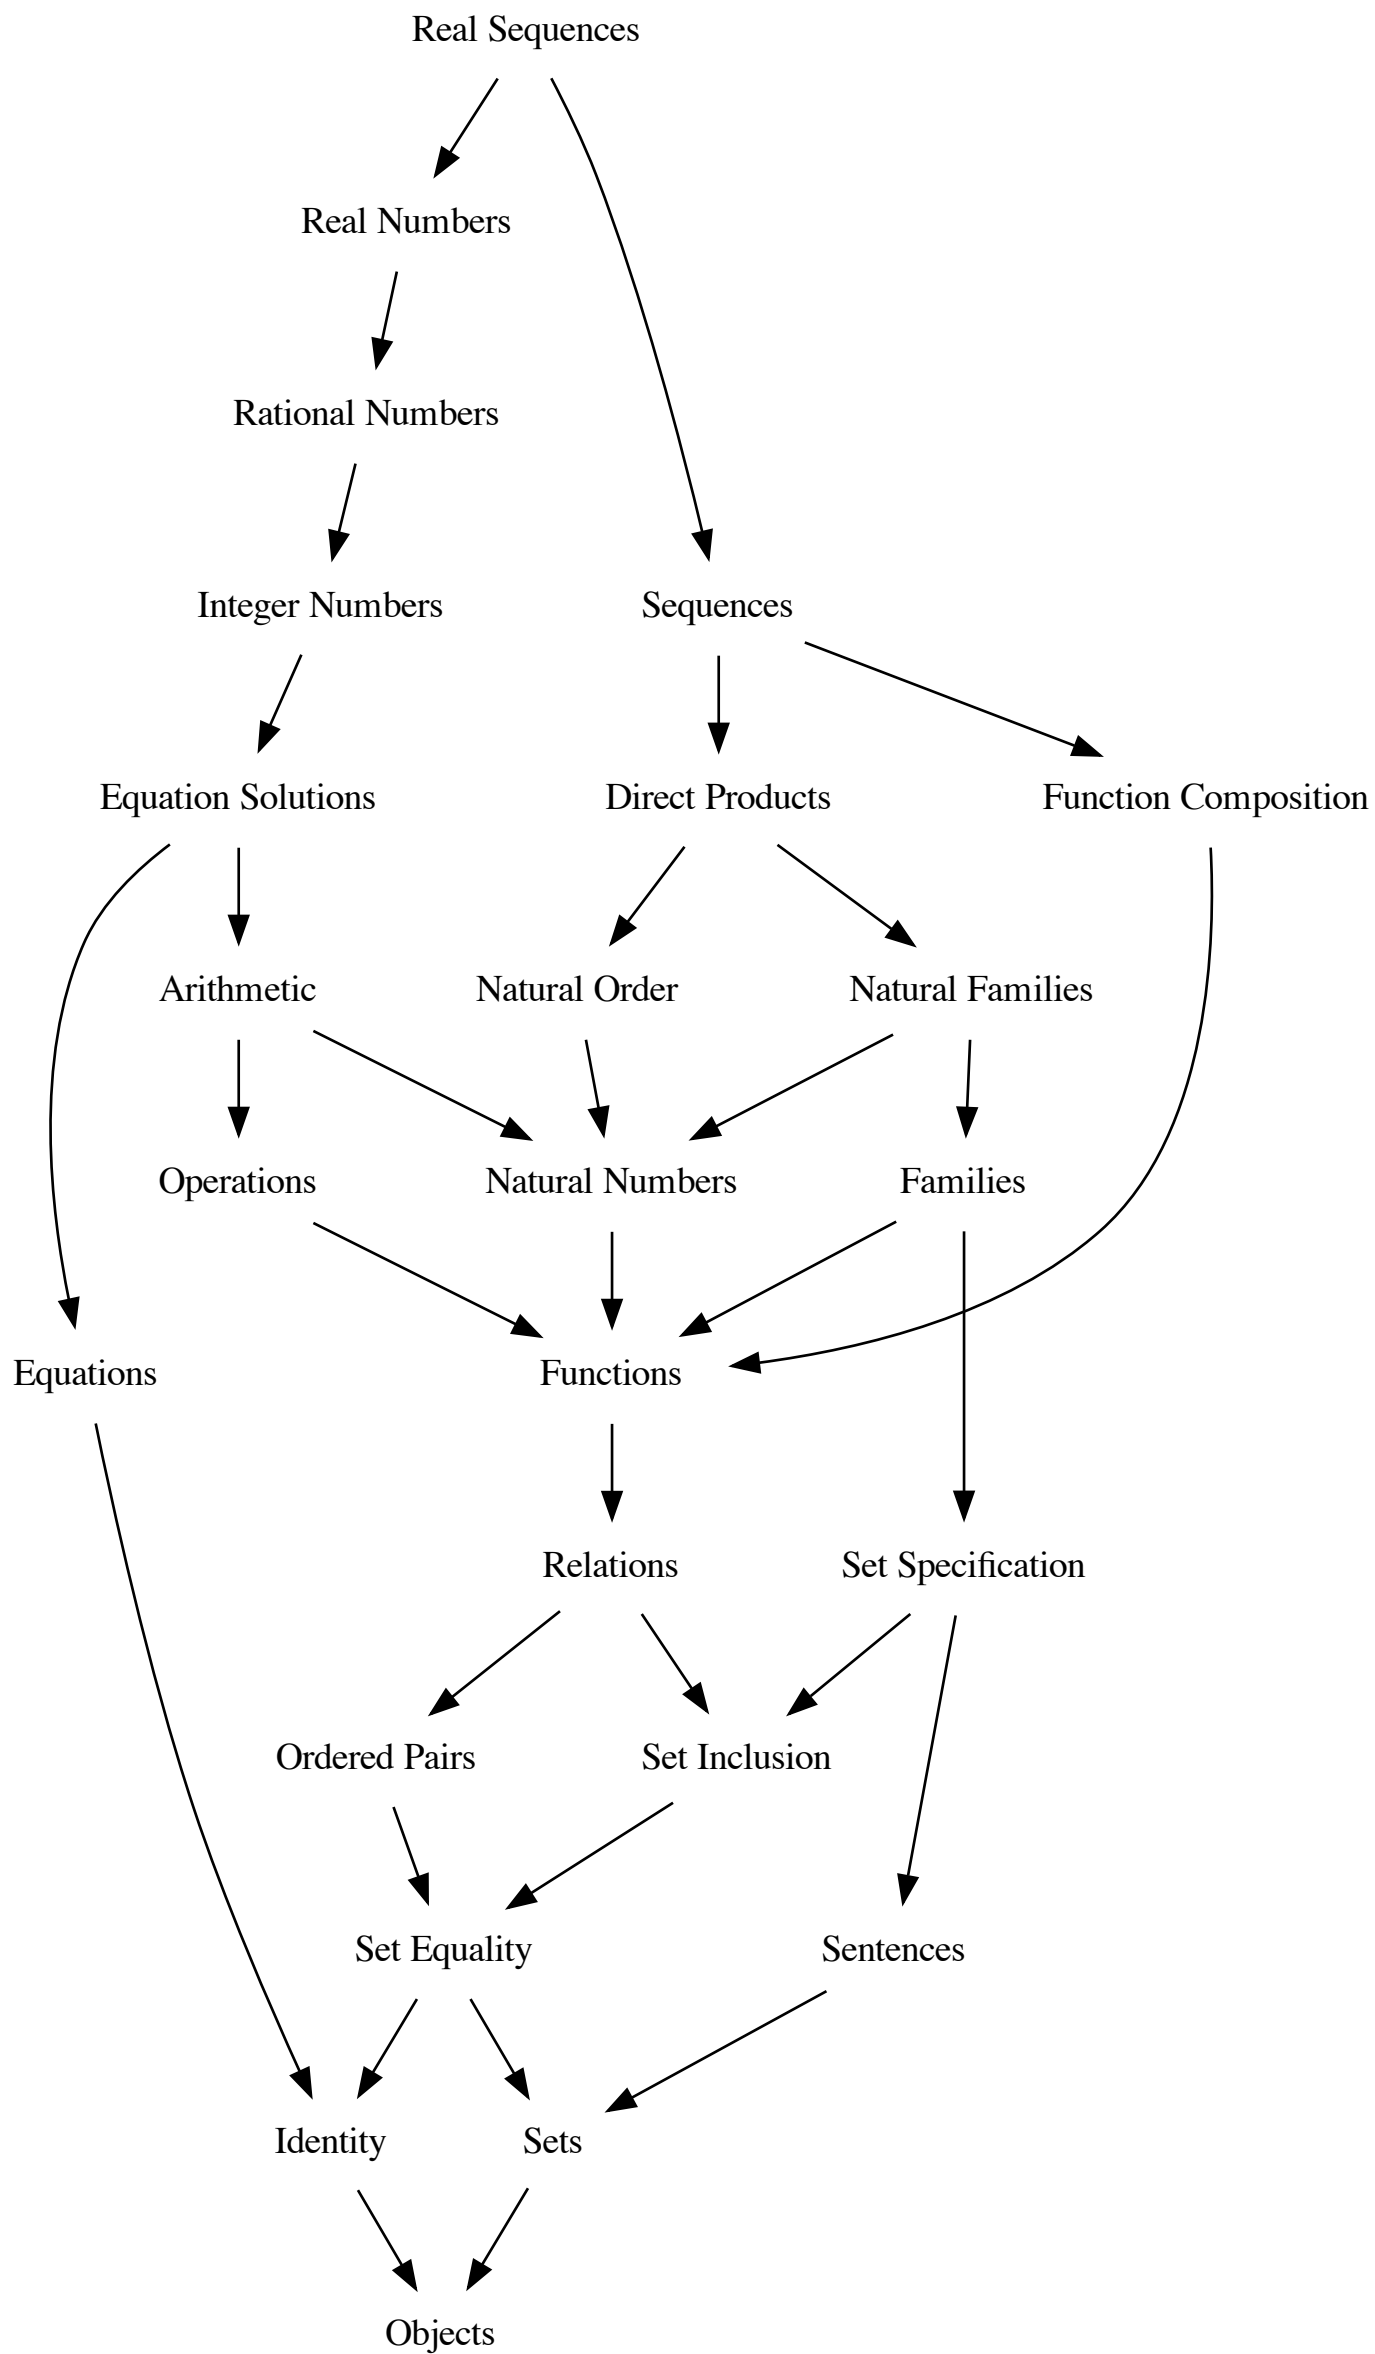 Real Sequences
Real Numbers
Rational Numbers
Integer Numbers
Sequences
Equation Solutions
Direct Products
Function Composition
Arithmetic
Natural Order
Natural Families
Operations
Natural Numbers
Families
Equations
Functions
Relations
Set Specification
Ordered Pairs
Set Inclusion
Set Equality
Sentences
Identity
Sets
Objects